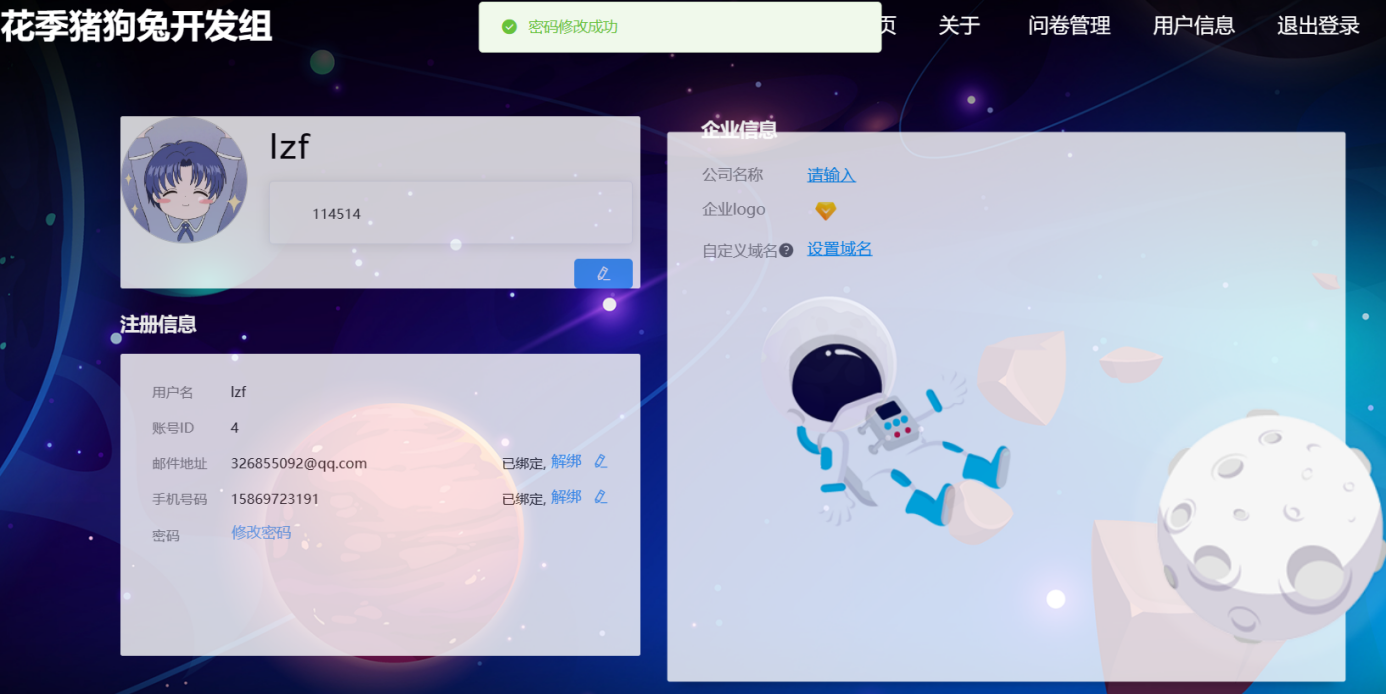 花季猪狗兔开发组
密码修改成功
页 关于 问卷管理 用户信息 退出登录
lzf
114514
注册信息
用户名 lzf
账号ID 4
邮件地址 326855092@qq.com 已绑定, 解绑
手机号码 15869723191 已绑定, 解绑
密码 修改密码
企业信息
公司名称 请输入
企业logo
自定义域名 ? 设置域名